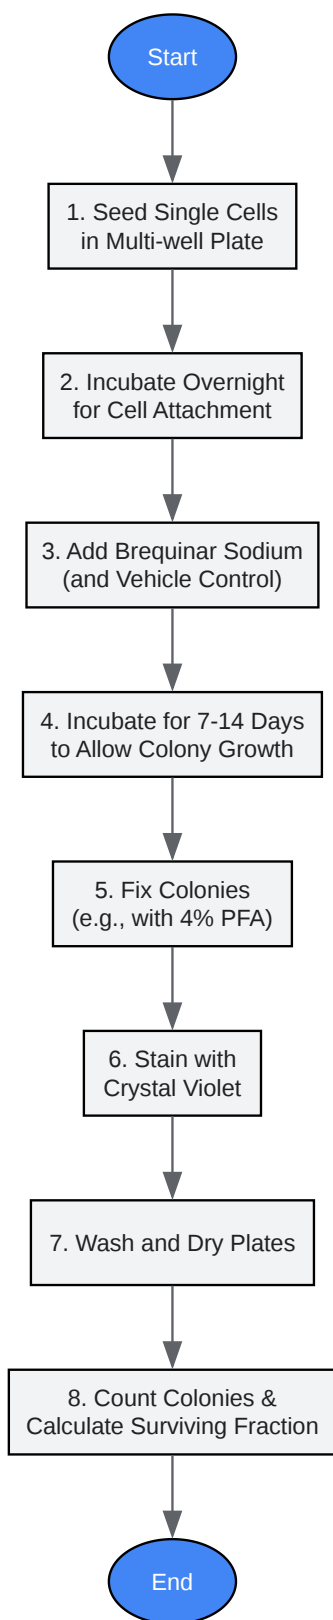 Start
1. Seed Single Cells
in Multi-well Plate
2. Incubate Overnight
for Cell Attachment
3. Add Brequinar Sodium
(and Vehicle Control)
4. Incubate for 7-14 Days
to Allow Colony Growth
5. Fix Colonies
(e.g., with 4% PFA)
6. Stain with
Crystal Violet
7. Wash and Dry Plates
8. Count Colonies &
Calculate Surviving Fraction
End